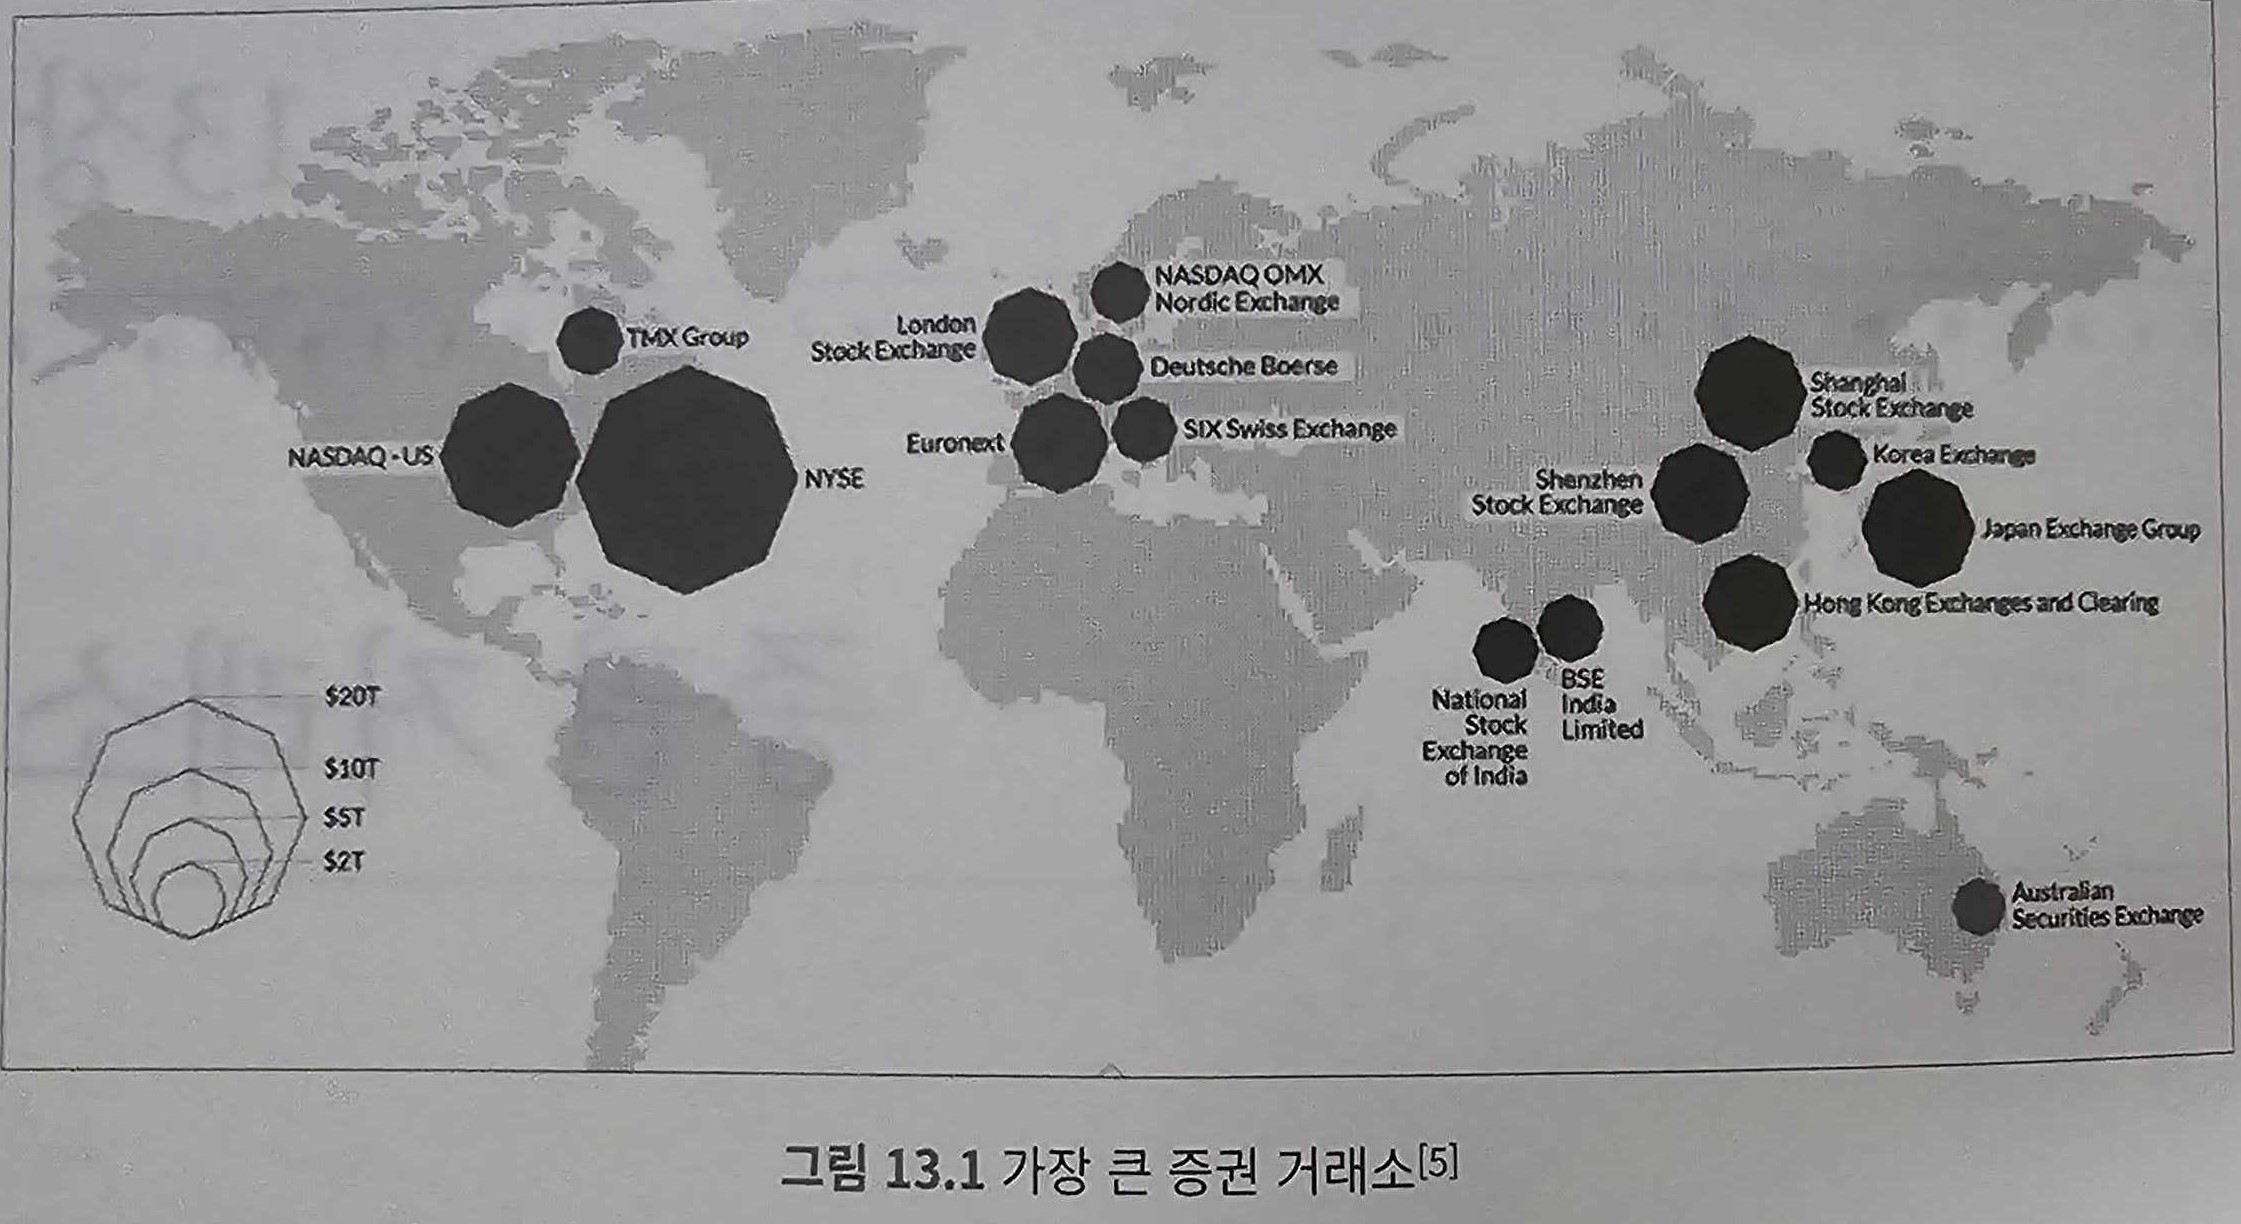 NASDAQ OMX
Nordic Exchange
London
Stock Exchange
TMX Group
Deutsche Boerse
Shanghai
Stock Exchange
NASDAQ - US
NYSE
Euronext
SIX Swiss Exchange
Korea Exchange
Shenzhen
Stock Exchange
Japan Exchange Group
Hong Kong Exchanges and Clearing
National
Stock
Exchange
of India
BSE
India
Limited
$20T
$10T
$5T
$2T
Australian
Securities Exchange
그림 13.1 가장 큰 증권 거래소[5]